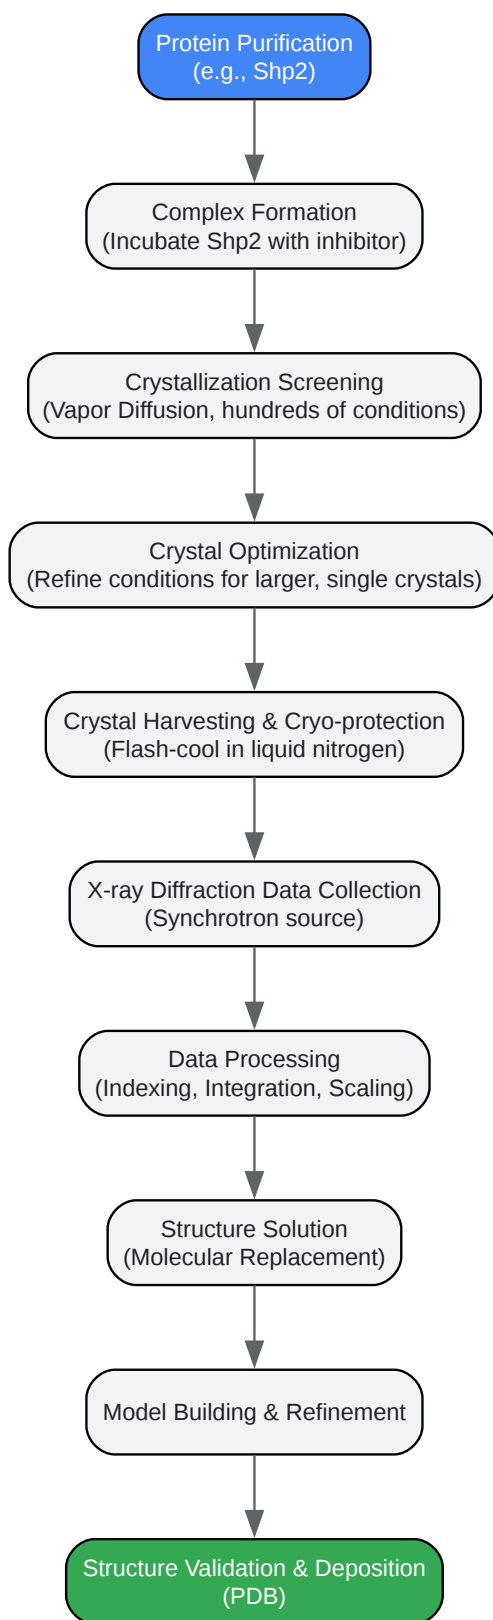 Protein Purification
(e.g., Shp2)
Complex Formation
(Incubate Shp2 with inhibitor)
Crystallization Screening
(Vapor Diffusion, hundreds of conditions)
Crystal Optimization
(Refine conditions for larger, single crystals)
Crystal Harvesting & Cryo-protection
(Flash-cool in liquid nitrogen)
X-ray Diffraction Data Collection
(Synchrotron source)
Data Processing
(Indexing, Integration, Scaling)
Structure Solution
(Molecular Replacement)
Model Building & Refinement
Structure Validation & Deposition
(PDB)